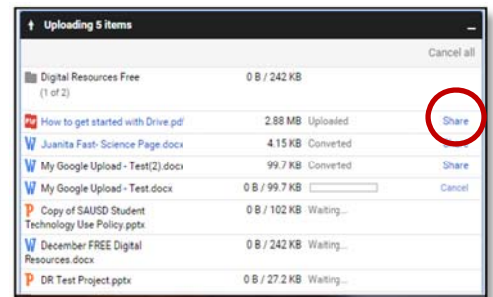 Uploading 5 items
Cancel all
Digital Resources Free 0 B / 242 KB
(1 of 2)
How to get started with Drive.pd 2.88 MB Uploaded Share
Juanita Fast- Science Page.docx 4.15 KB Conveted
My Google Upload - Test(2).docx 99.7 KB Conveted Share
My Google Upload - Test.docx 0 B / 99.7 KB Cancel
Copy of SAUSD Student 0 B / 102 KB Waiting...
Technology Use Policy.pptx
December FREE Digital 0 B / 242 KB Waiting...
Resources.docx
DR Test Project.pptx 0 B / 27.2 KB Waiting...